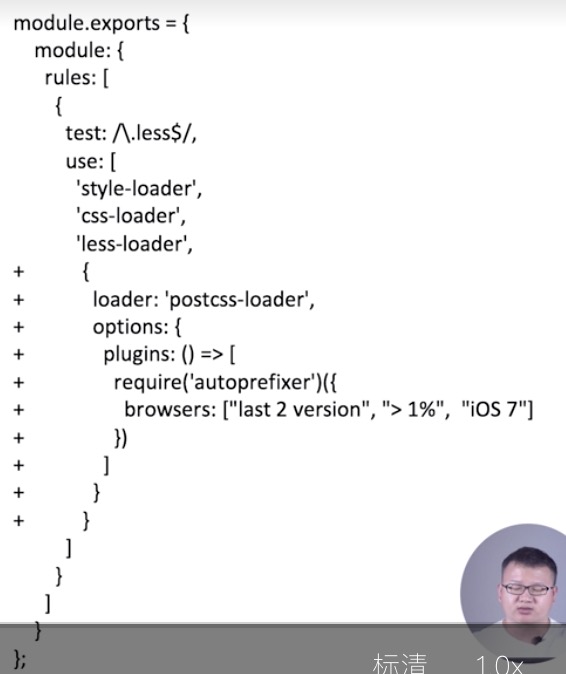 module.exports = {
module: {
rules: [
{
test: /\.less$/,
use: [
'style-loader',
'css-loader',
'less-loader',
+ {
+ loader: 'postcss-loader',
+ options: {
+ plugins: () => [
+ require('autoprefixer')({
+ browsers: ["last 2 version", "> 1%", "iOS 7"]
+ })
+ ]
+ }
+ }
]
}
]
}
};
标清 1.0x